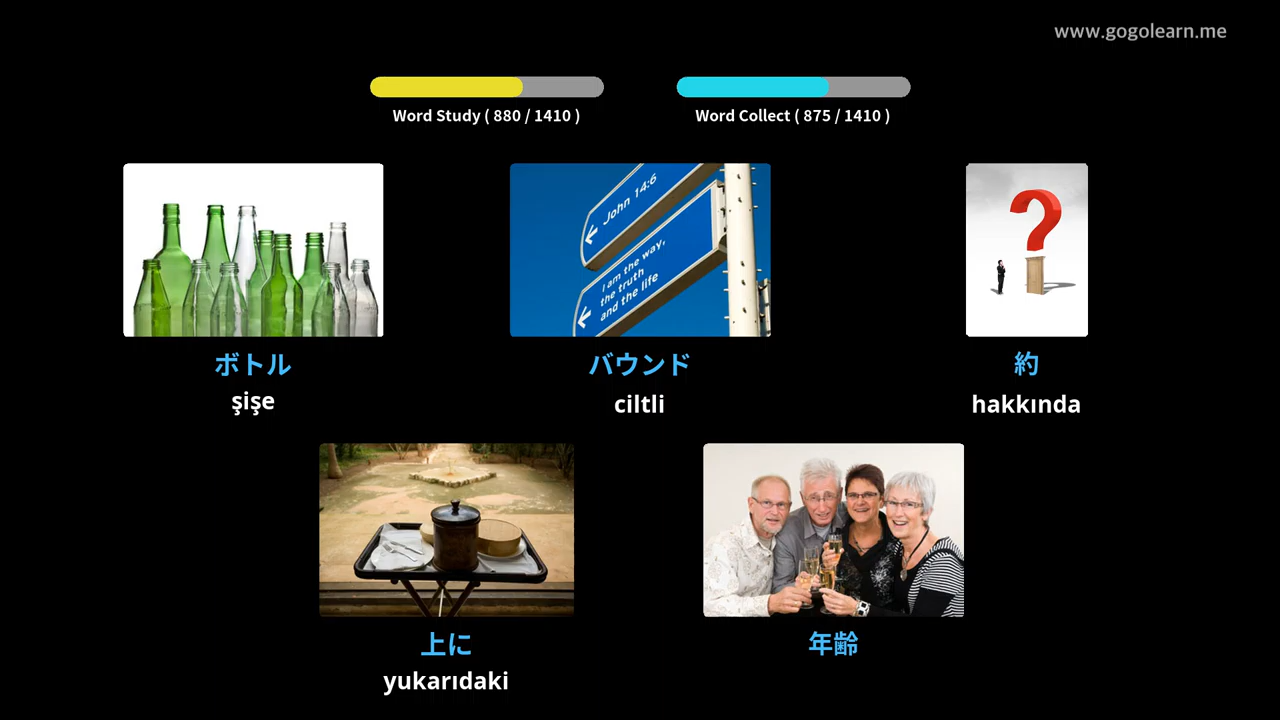 www.gogolearn.me
Word Study ( 880 / 1410 )
Word Collect ( 875 / 1410 )
John 14:6
I am the way,
the truth
and the life
ボトル
şişe
バウンド
ciltli
約
hakkında
上に
yukarıdaki
年齢